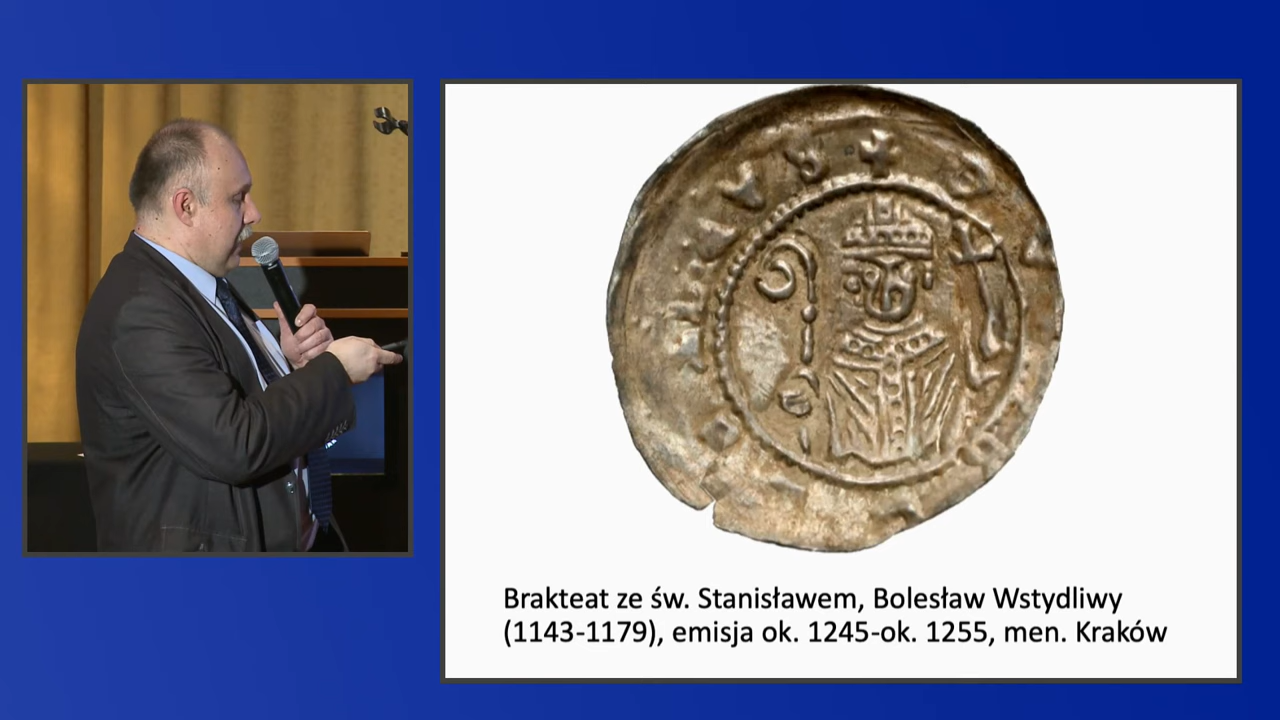 Brakteat ze św. Stanisławem, Bolesław Wstydliwy
(1143-1179), emisja ok. 1245-ok. 1255, men. Kraków